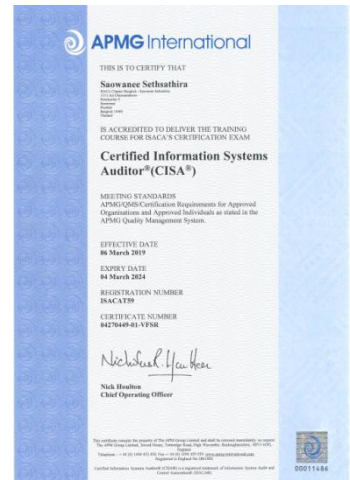 APMG International
THIS IS TO CERTIFY THAT
Saowanee Sethsathira
IS ACCREDITED TO DELIVER THE TRAINING
COURSE FOR ISACA'S CERTIFICATION EXAM
Certified Information Systems
Auditor®(CISA®)
MEETING STANDARDS
APMG/QMS/Certification Requirements for Approved
Organisations and Approved Individuals as stated in the
APMG Quality Management System.
EFFECTIVE DATE
06 March 2019
EXPIRY DATE
04 March 2024
REGISTRATION NUMBER
ISACAT59
CERTIFICATE NUMBER
04270449-01-VFSR
Nick Houlton
Chief Operating Officer
00011486